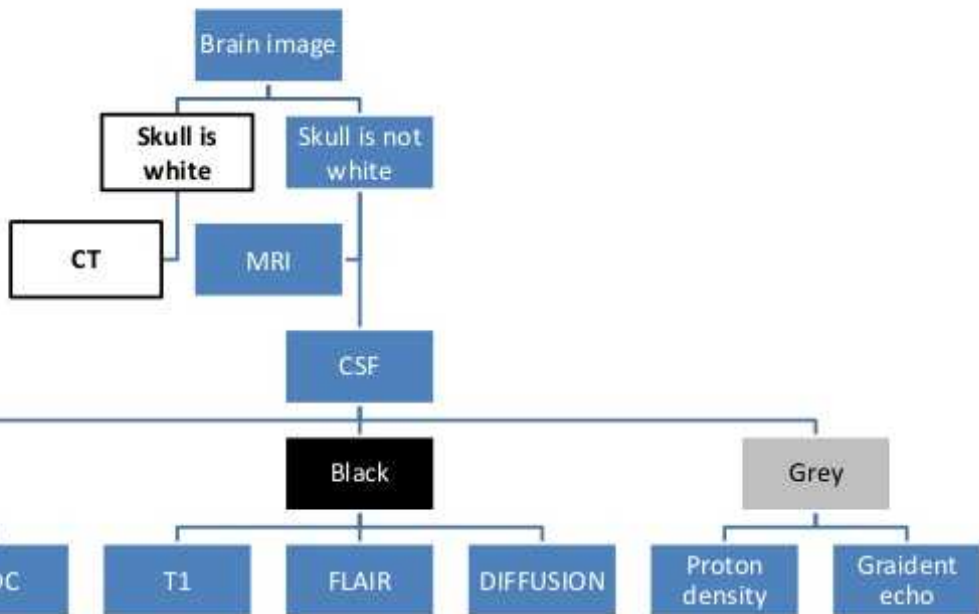 Brain image
Skull is
white
Skull is not
white
CT
MRI
CSF
Black
Grey
T1
FLAIR
DIFFUSION
Proton
density
Graident
echo